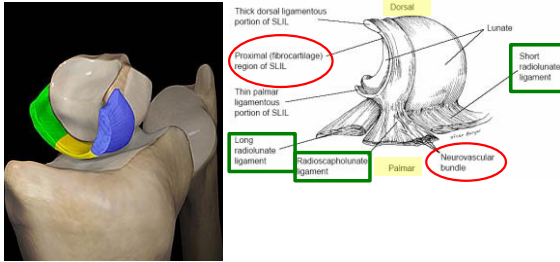 Thick dorsal ligamentous
portion of SLIL
Dorsal
Lunate
Proximal (fibrocartilage)
region of SLIL
Short
radiolunate
ligament
Thin palmar
ligamentous
portion of SLIL
Long
radiolunate
ligament
Radioscapholunate
ligament
Palmar
Neurovascular
bundle